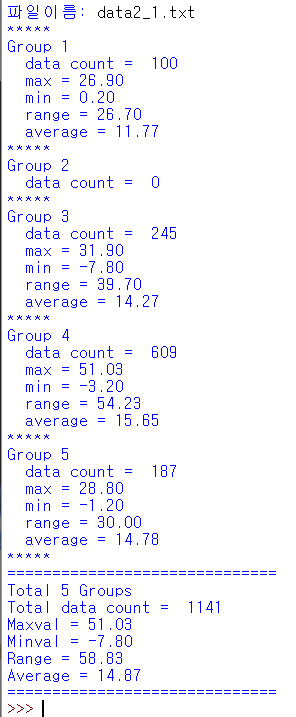 파일이름: data2_1.txt
*****
Group 1
  data count =  100
  max = 26.90
  min = 0.20
  range = 26.70
  average = 11.77
*****
Group 2
  data count =  0
*****
Group 3
  data count =  245
  max = 31.90
  min = -7.80
  range = 39.70
  average = 14.27
*****
Group 4
  data count =  609
  max = 51.03
  min = -3.20
  range = 54.23
  average = 15.65
*****
Group 5
  data count =  187
  max = 28.80
  min = -1.20
  range = 30.00
  average = 14.78
*****
==============================
Total 5 Groups
Total data count =  1141
Maxval = 51.03
Minval = -7.80
Range = 58.83
Average = 14.87
==============================
>>>